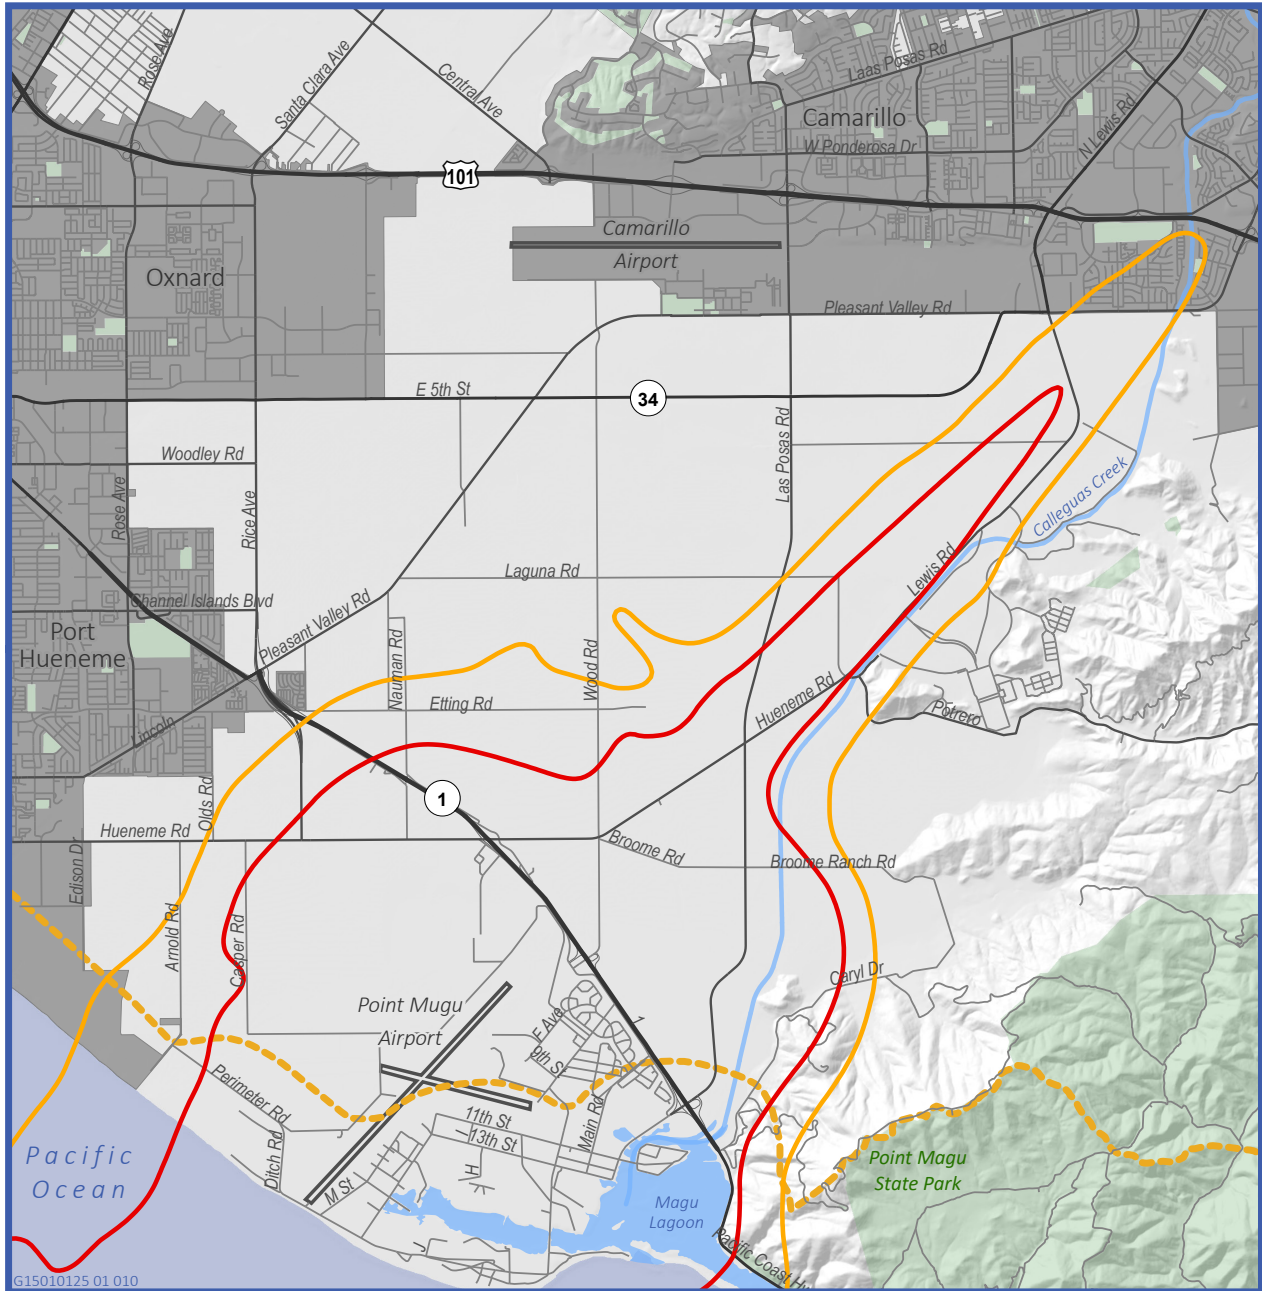 Rose Ave
Santa Clara Ave
Central Ave
Laas Posas Rd
Camarillo
W Ponderosa Dr
N Lewis Rd
101
Camarillo
Airport
Oxnard
Pleasant Valley Rd
E 5th St
34
Woodley Rd
Las Posas Rd
Rose Ave
Rice Ave
Calleguas Creek
Laguna Rd
Lewis Rd
Channel Islands Blvd
Pleasant Valley Rd
Port
Hueneme
Nauman Rd
Wood Rd
Etting Rd
Hueneme Rd
Potrero
Lincoln
Olds Rd
1
Hueneme Rd
Edison Dr
Broome Rd
Broome Ranch Rd
Arnold Rd
Casper Rd
Caryl Dr
Point Mugu
Airport
F Ave
9th St
1
Perimeter Rd
11th St
13th St
Main Rd
Ditch Rd
M St
H
J
Pacific
Ocean
Point Magu
State Park
Magu
Lagoon
Pacific Coast Hw
G15010125 01 010